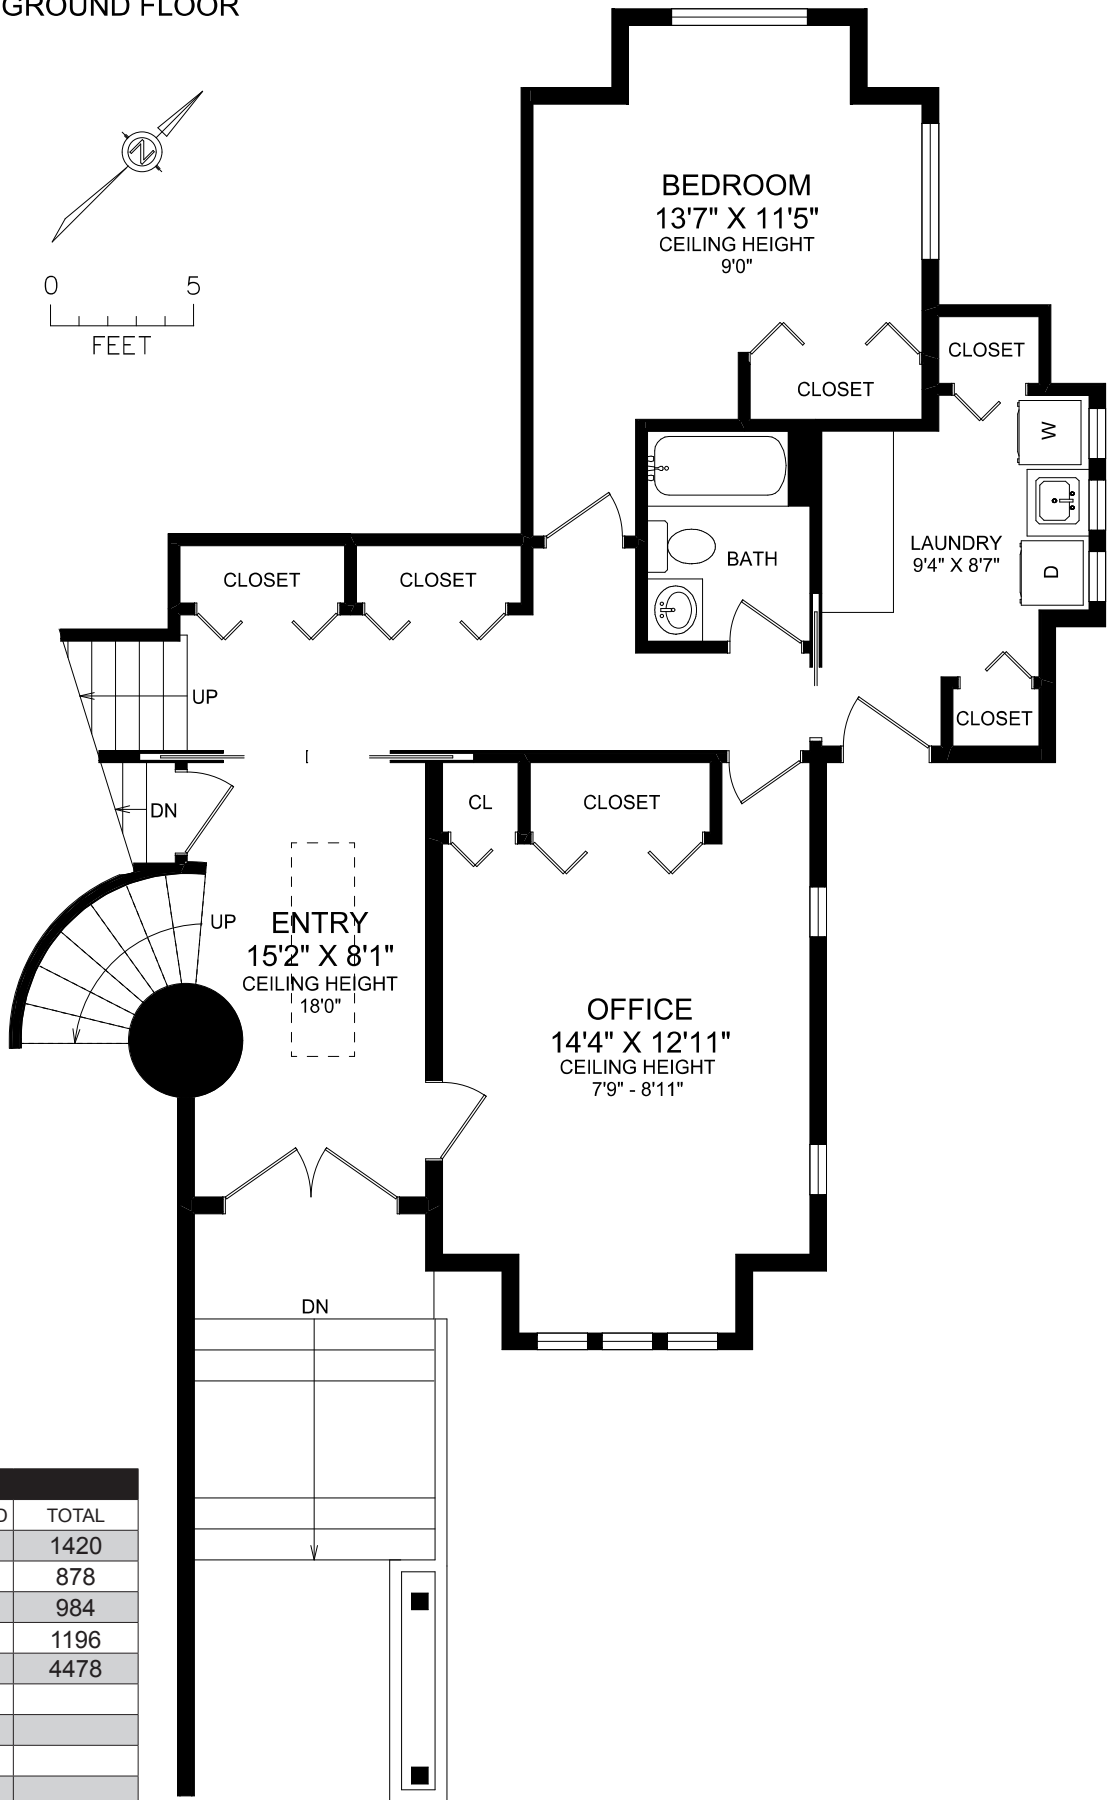 GROUND FLOOR
N
0 5
FEET
BEDROOM
13'7" X 11'5"
CEILING HEIGHT
9'0"
CLOSET
CLOSET
W
LAUNDRY
9'4" X 8'7"
D
BATH
CLOSET
CLOSET
UP
CLOSET
DN
CL
CLOSET
UP
ENTRY
15'2" X 8'1"
CEILING HEIGHT
18'0"
OFFICE
14'4" X 12'11"
CEILING HEIGHT
7'9" - 8'11"
DN
TOTAL
1420
878
984
1196
4478